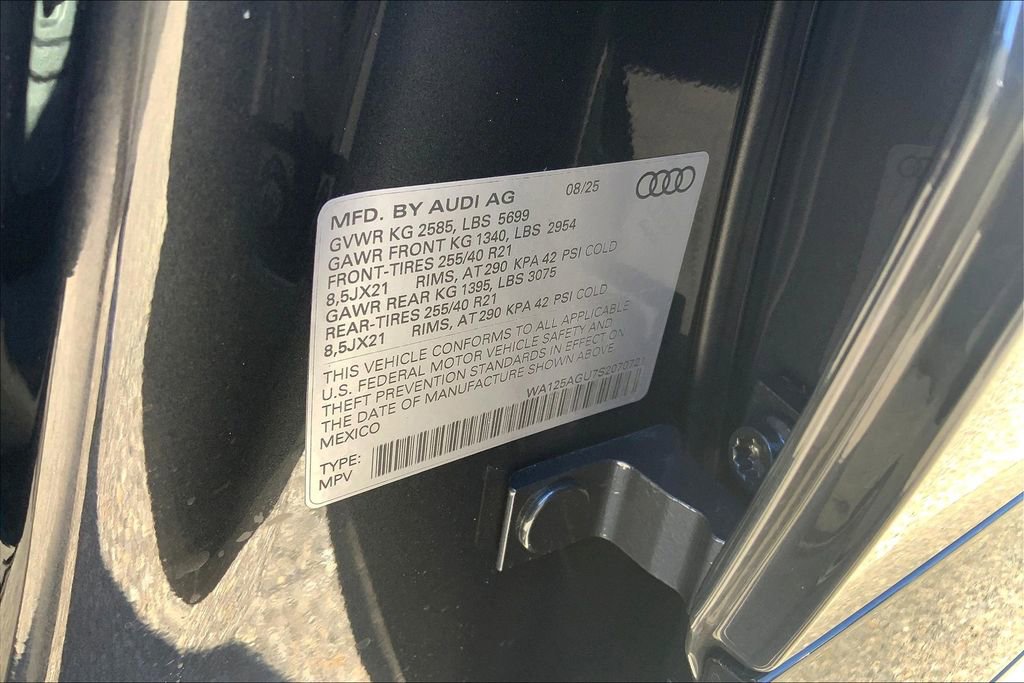 MFD. BY AUDI AG 08/25
GVWR KG 2585, LBS 5699
GAWR FRONT KG 1340, LBS 2954
FRONT-TIRES 255/40 R21
8,5JX21 RIMS, AT 290 KPA 42 PSI COLD
GAWR REAR KG 1395, LBS 3075
REAR-TIRES 255/40 R21
8,5JX21 RIMS, AT 290 KPA 42 PSI COLD
THIS VEHICLE CONFORMS TO ALL APPLICABLE
U.S. FEDERAL MOTOR VEHICLE SAFETY AND
THEFT PREVENTION STANDARDS IN EFFECT ON
THE DATE OF MANUFACTURE SHOWN ABOVE
MEXICO WA125AGU7S2070721
TYPE:
MPV